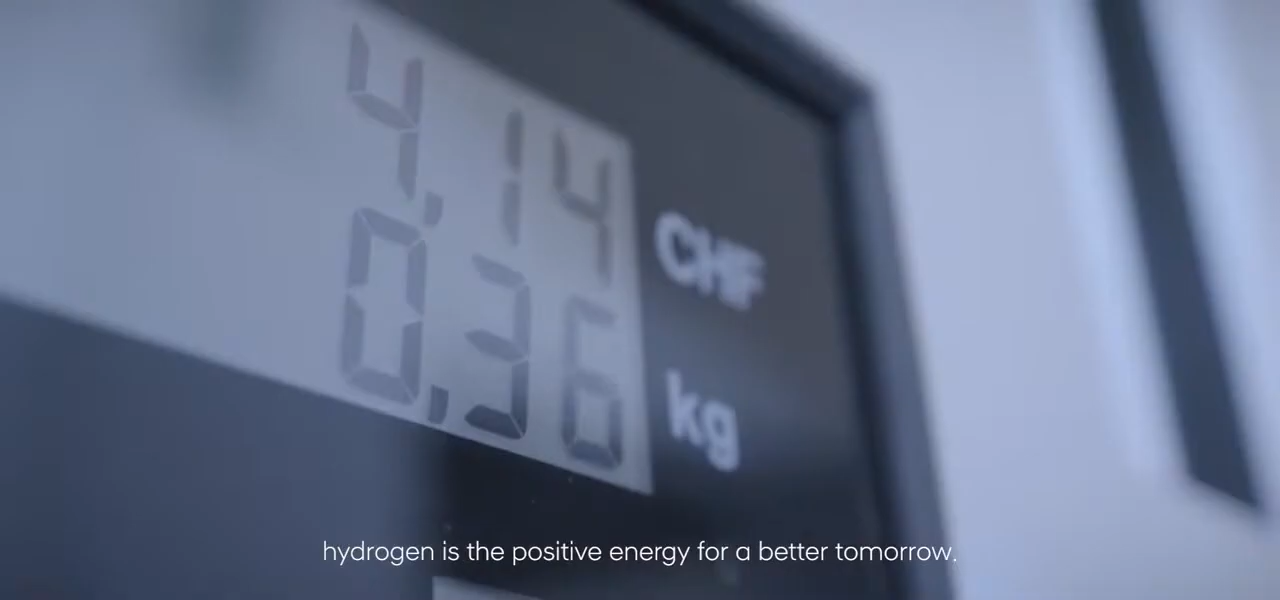 4,14 CHF
0,36 kg
hydrogen is the positive energy for a better tomorrow.